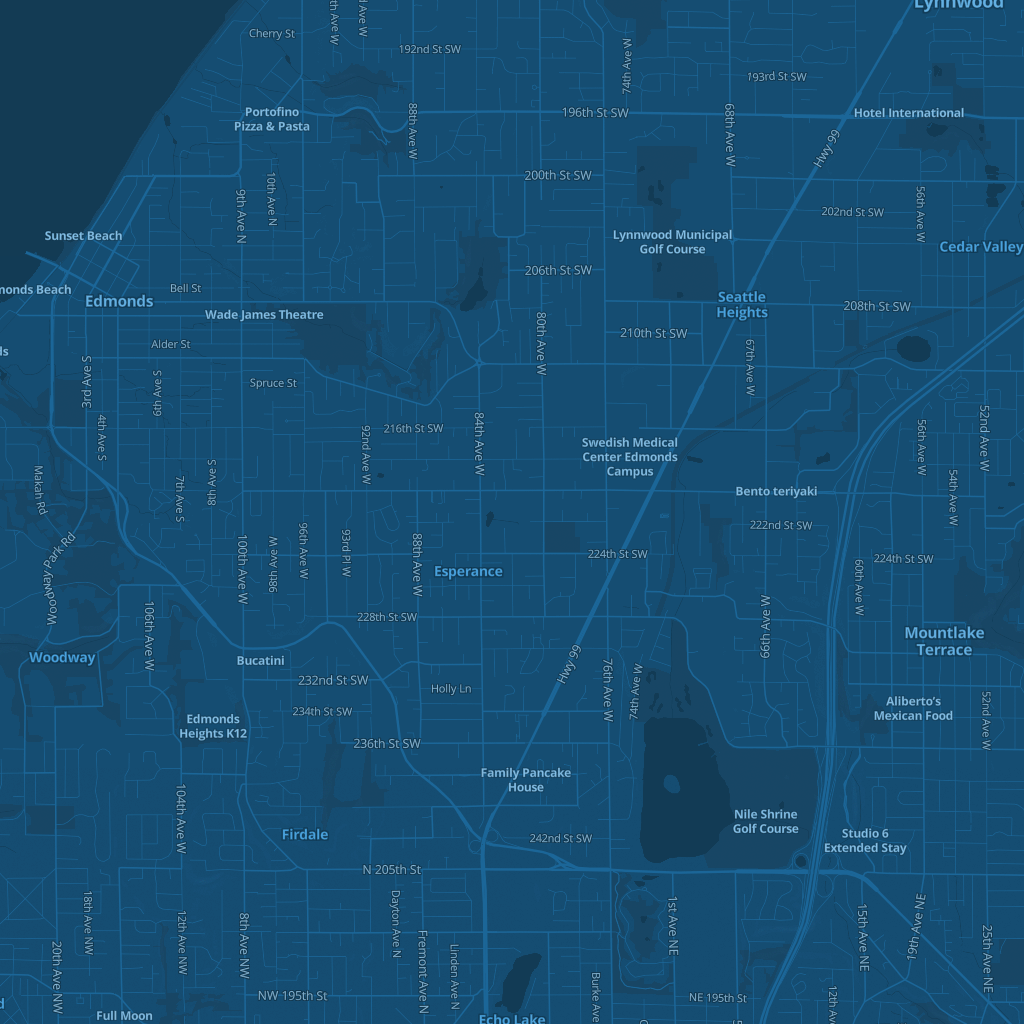 Lynnwood
Cherry St
192nd St SW
74th Ave W
193rd St SW
Portofino
Pizza & Pasta
88th Ave W
196th St SW
68th Ave W
Hotel International
Hwy 99
200th St SW
9th Ave N
10th Ave N
56th Ave W
202nd St SW
Sunset Beach
Lynnwood Municipal
Golf Course
Cedar Valley
206th St SW
Bell St
Edmonds
Seattle
Heights
208th St SW
Wade James Theatre
80th Ave W
210th St SW
Alder St
67th Ave W
3rd Ave S
6th Ave S
Spruce St
4th Ave S
92nd Ave W
216th St SW
84th Ave W
Swedish Medical
Center Edmonds
Campus
56th Ave W
52nd Ave W
Makah Rd
7th Ave S
8th Ave S
Bento teriyaki
54th Ave W
222nd St SW
100th Ave W
98th Ave W
96th Ave W
93rd Pl W
88th Ave W
224th St SW
224th St SW
Woodway Park Rd
Esperance
60th Ave W
106th Ave W
228th St SW
66th Ave W
Mountlake
Terrace
Woodway
Bucatini
Hwy 99
232nd St SW
Holly Ln
76th Ave W
74th Ave W
234th St SW
Edmonds
Heights K12
Aliberto’s
Mexican Food
52nd Ave W
236th St SW
Family Pancake
House
104th Ave W
Nile Shrine
Golf Course
Firdale
242nd St SW
Studio 6
Extended Stay
N 205th St
18th Ave NW
12th Ave NW
8th Ave NW
Dayton Ave N
1st Ave NE
15th Ave NE
19th Ave NE
25th Ave NE
20th Ave NW
Fremont Ave N
Linden Ave N
Burke Ave
NW 195th St
NE 195th St
12th Ave
Full Moon
Echo Lake